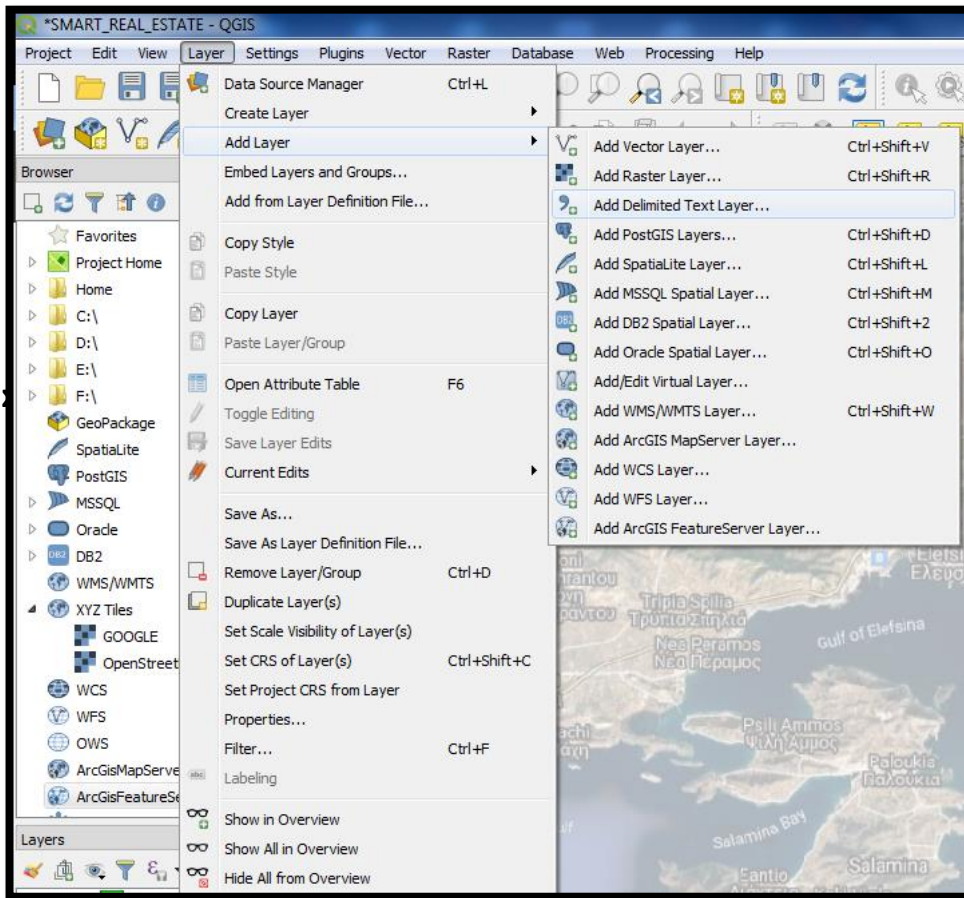 *SMART_REAL_ESTATE - QGIS
Project Edit View Layer Settings Plugins Vector Raster Database Web Processing Help
Data Source Manager Ctrl+L
Create Layer
Add Layer
Embed Layers and Groups...
Add from Layer Definition File...
Copy Style
Paste Style
Copy Layer
Paste Layer/Group
Open Attribute Table F6
Toggle Editing
Save Layer Edits
Current Edits
Save As...
Save As Layer Definition File...
Remove Layer/Group Ctrl+D
Duplicate Layer(s)
Set Scale Visibility of Layer(s)
Set CRS of Layer(s) Ctrl+Shift+C
Set Project CRS from Layer
Properties...
Filter... Ctrl+F
abc Labeling
Show in Overview
Show All in Overview
Hide All from Overview
Add Vector Layer... Ctrl+Shift+V
Add Raster Layer... Ctrl+Shift+R
Add Delimited Text Layer...
Add PostGIS Layers... Ctrl+Shift+D
Add SpatiaLite Layer... Ctrl+Shift+L
Add MSSQL Spatial Layer... Ctrl+Shift+M
DB2 Add DB2 Spatial Layer... Ctrl+Shift+2
Add Oracle Spatial Layer... Ctrl+Shift+O
Add/Edit Virtual Layer...
Add WMS/WMTS Layer... Ctrl+Shift+W
Add ArcGIS MapServer Layer...
Add WCS Layer...
Add WFS Layer...
Add ArcGIS FeatureServer Layer...
Browser
Favorites
Project Home
Home
C:\
D:\
E:\
F:\
GeoPackage
SpatiaLite
PostGIS
MSSQL
Oracle
DB2 DB2
WMS/WMTS
XYZ Tiles
GOOGLE
OpenStreet
WCS
WFS
OWS
ArcGisMapServe
ArcGisFeatureSe
Layers
Tripia Spilia
Τρύπια Σπηλιά
Nea Peramos
Νέα Πέραμος
Gulf of Elefsina
Psili Ammos
Ψιλή Άμμος
Paloukia
Παλούκια
Salamina Bay
Salamina